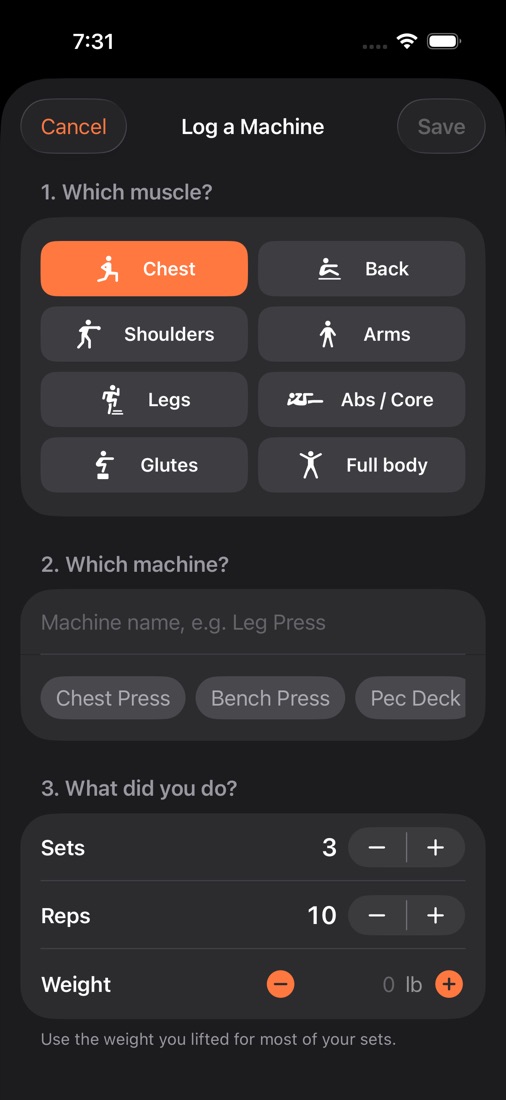 7:31
Cancel Log a Machine Save
1. Which muscle?
Chest Back
Shoulders Arms
Legs Abs / Core
Glutes Full body
2. Which machine?
Machine name, e.g. Leg Press
Chest Press Bench Press Pec Deck
3. What did you do?
Sets 3 − +
Reps 10 − +
Weight − 0 lb +
Use the weight you lifted for most of your sets.